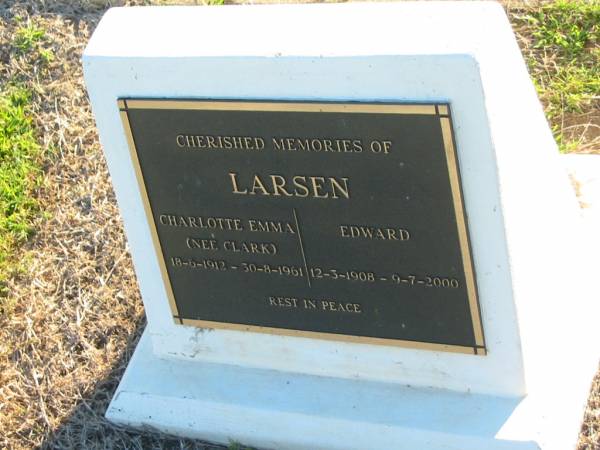 CHERISHED MEMORIES OF
LARSEN
CHARLOTTE EMMA
(NEE CLARK)
18-6-1912 - 30-8-1961
EDWARD
12-3-1908 - 9-7-2000
REST IN PEACE